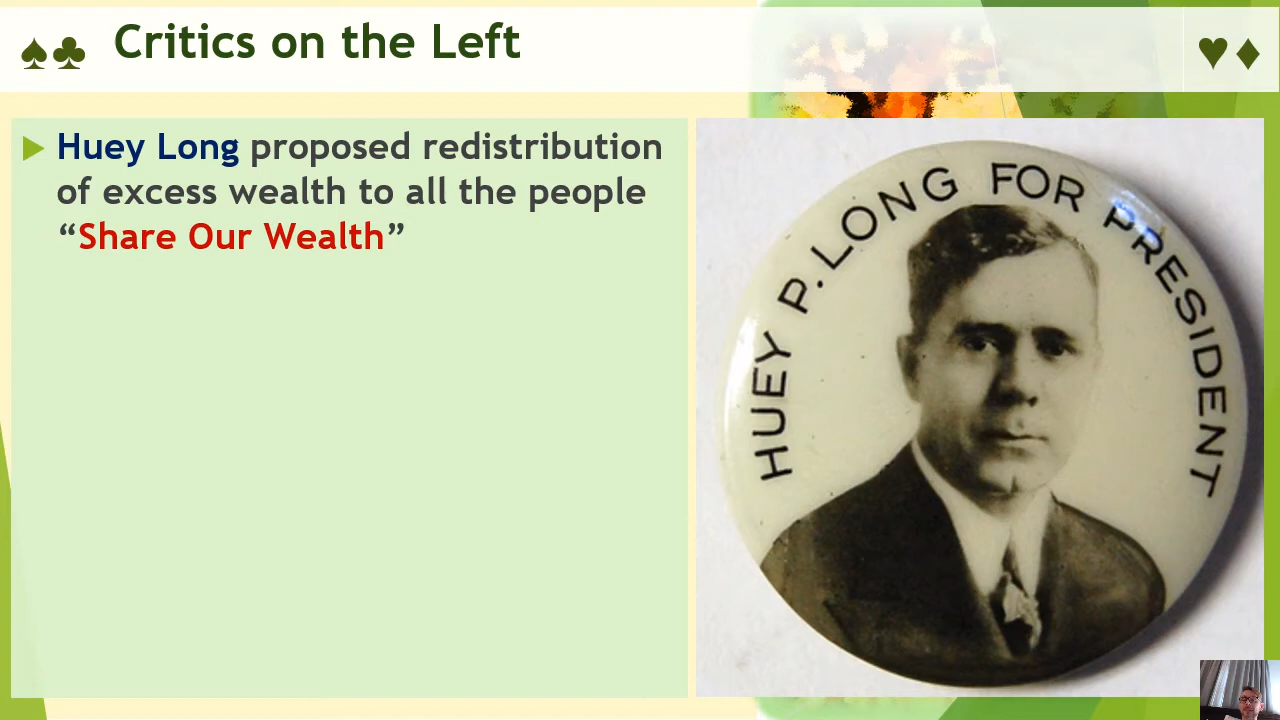 Critics on the Left
Huey Long proposed redistribution
of excess wealth to all the people
“Share Our Wealth”
HUEY P. LONG FOR PRESIDENT